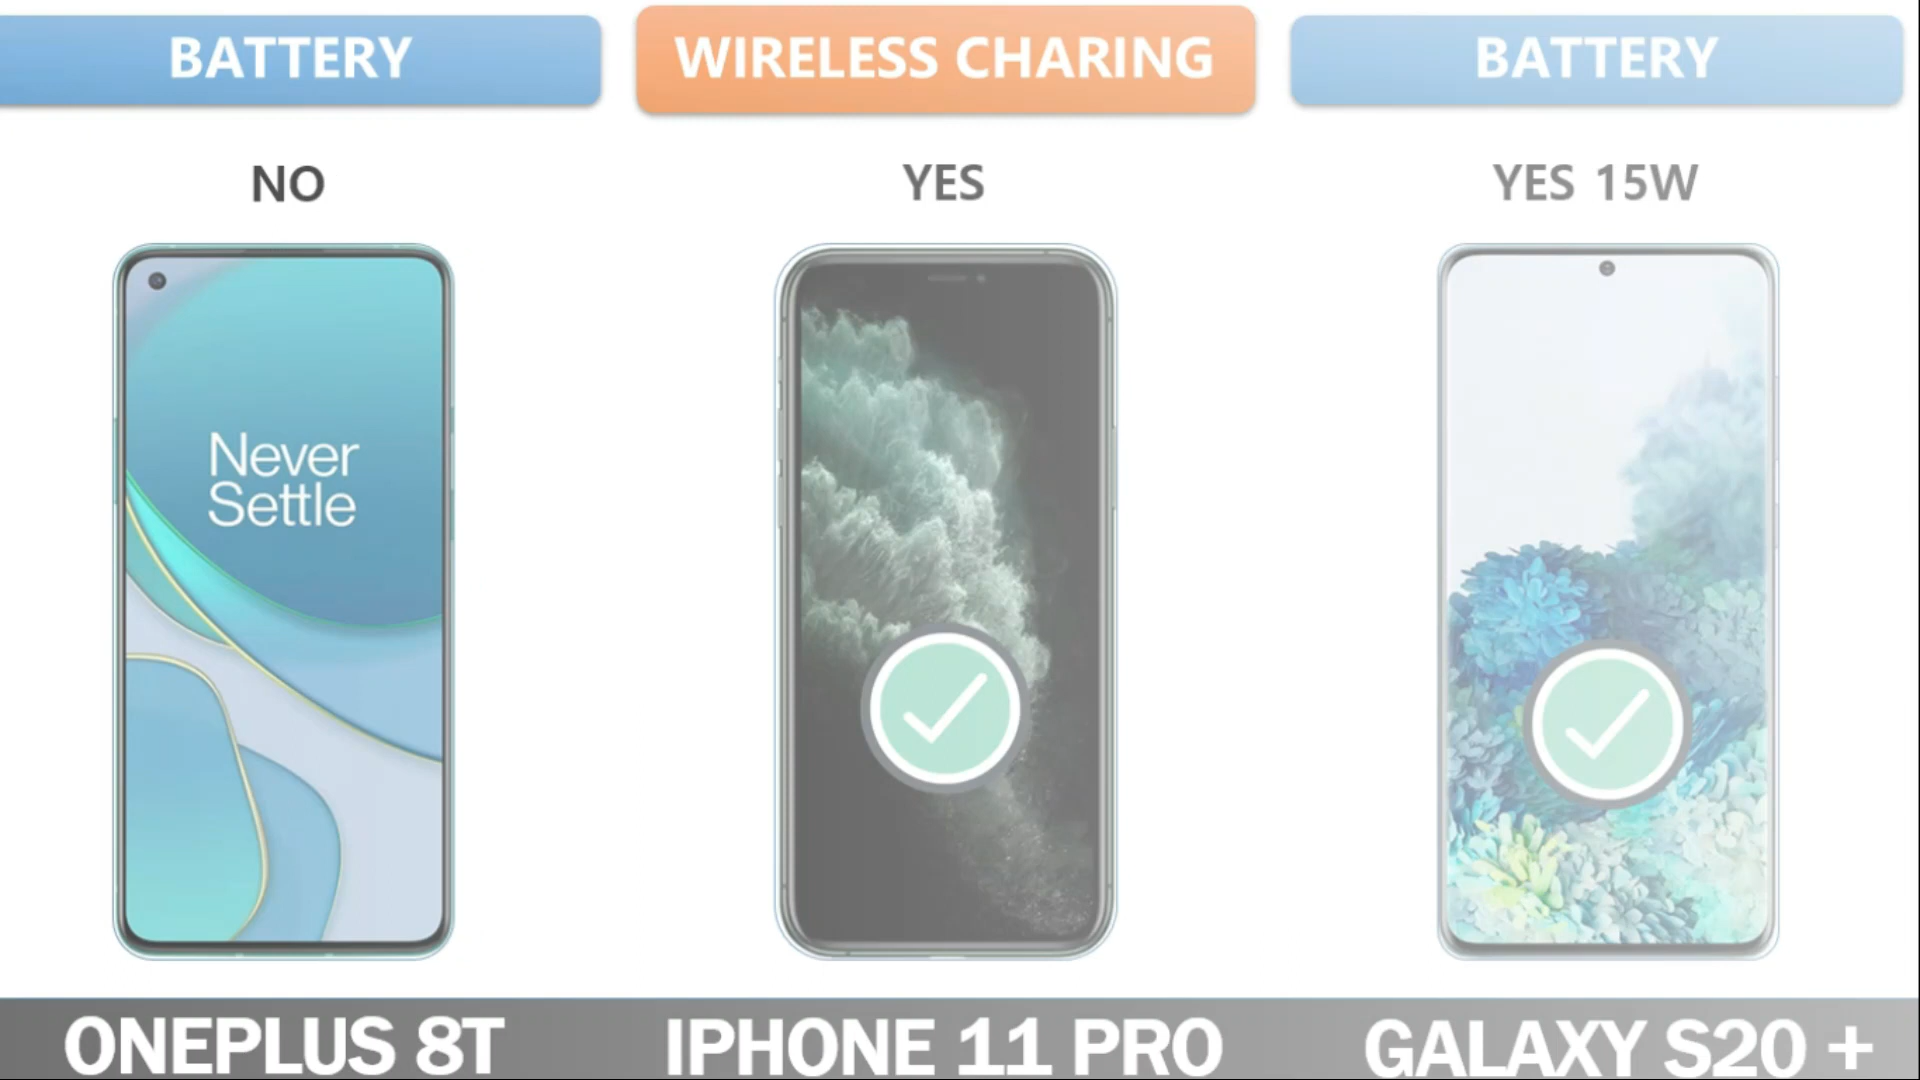 BATTERY
WIRELESS CHARING
BATTERY
NO
YES
YES 15W
Never
Settle
ONEPLUS 8T
IPHONE 11 PRO
GALAXY S20 +